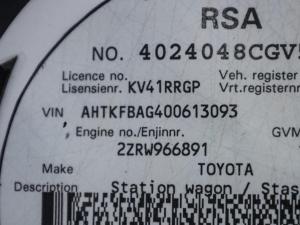 RSA
NO. 4024048CGV
Licence no. Veh. register
Lisensienr. KV41RRGP Vrt.registernr
VIN AHTKFBAG400613093
Engine no./Enjinnr. GVM
2ZRW966891
Make TOYOTA
Description Station wagon / Stas